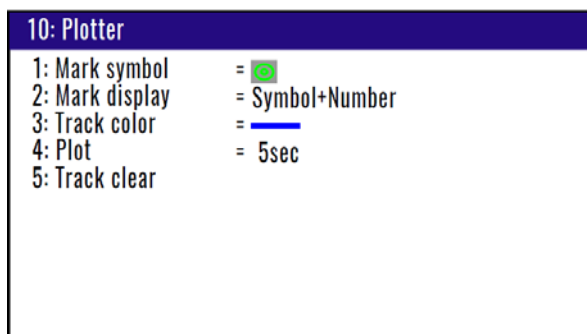 10: Plotter
1: Mark symbol =
2: Mark display = Symbol+Number
3: Track color =
4: Plot = 5sec
5: Track clear